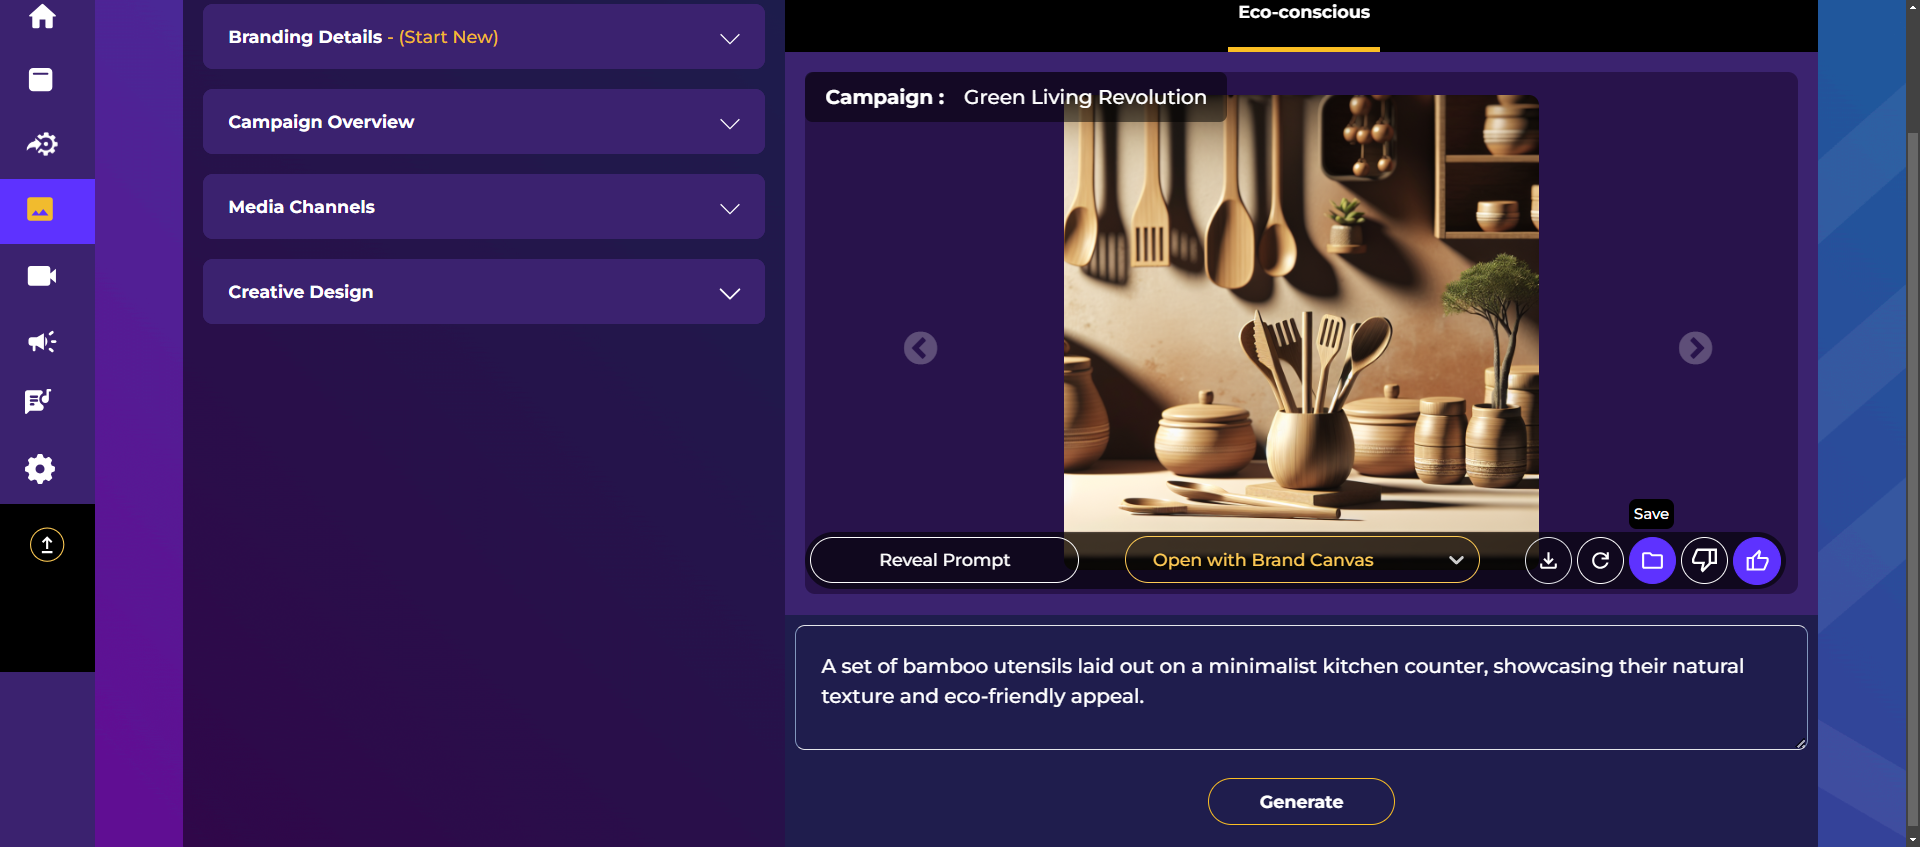 Branding Details - (Start New)
Campaign Overview
Media Channels
Creative Design
Eco-conscious
Campaign : Green Living Revolution
Save
Reveal Prompt
Open with Brand Canvas
A set of bamboo utensils laid out on a minimalist kitchen counter, showcasing their natural
texture and eco-friendly appeal.
Generate